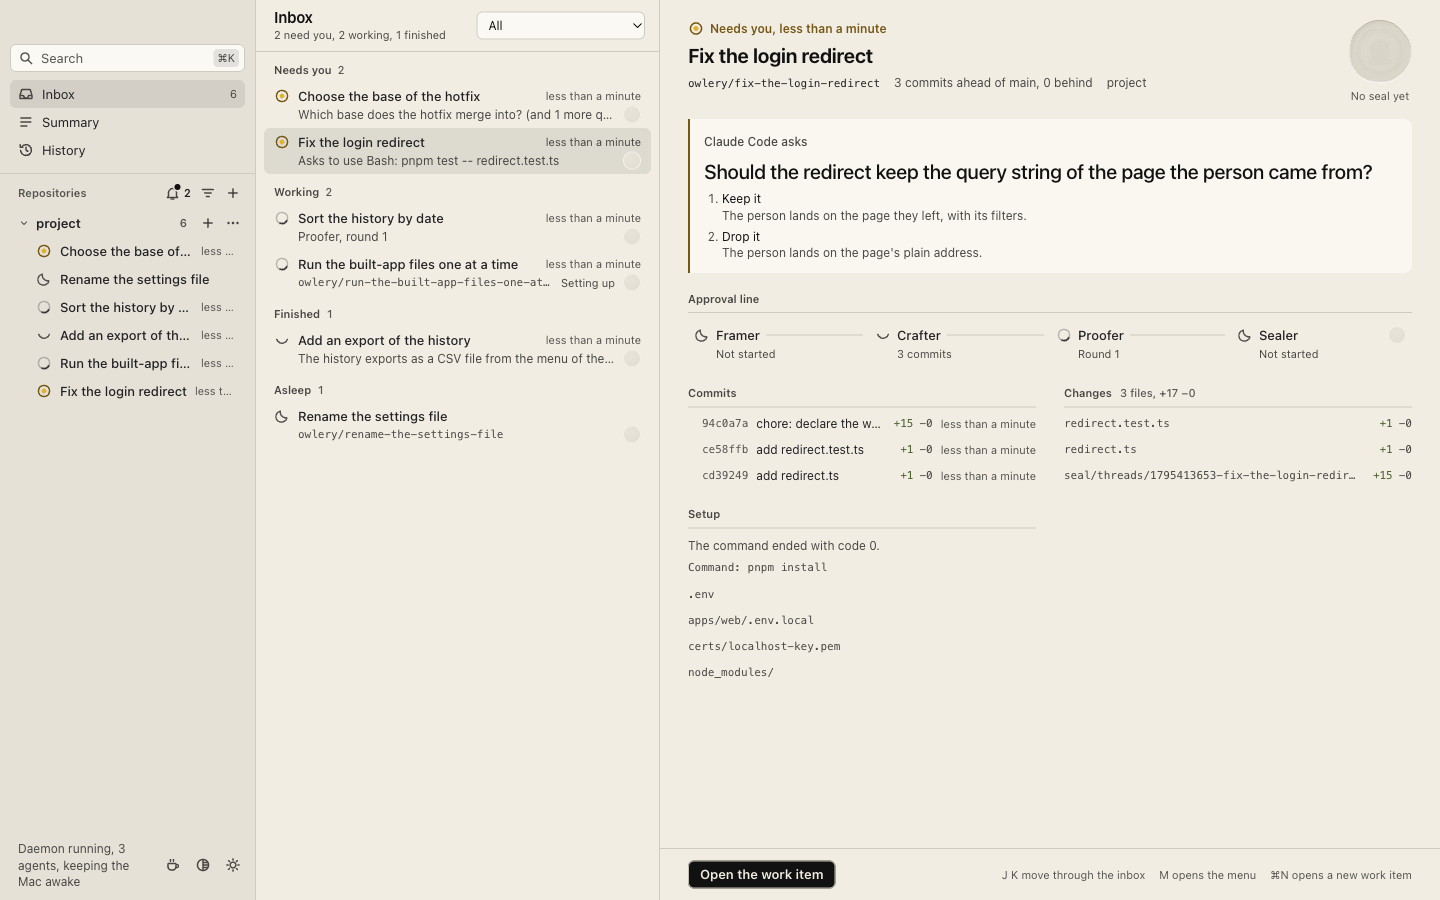 Search ⌘K
Inbox 6
Summary
History
Repositories 2
project 6
Choose the base of... less ...
Rename the settings file
Sort the history by ... less ...
Add an export of th... less ...
Run the built-app fi... less ...
Fix the login redirect less t...
Daemon running, 3
agents, keeping the
Mac awake
Inbox
2 need you, 2 working, 1 finished
All
Needs you 2
Choose the base of the hotfix less than a minute
Which base does the hotfix merge into? (and 1 more q...
Fix the login redirect less than a minute
Asks to use Bash: pnpm test -- redirect.test.ts
Working 2
Sort the history by date less than a minute
Proofer, round 1
Run the built-app files one at a time less than a minute
owlery/run-the-built-app-files-one-at... Setting up
Finished 1
Add an export of the history less than a minute
The history exports as a CSV file from the menu of the...
Asleep 1
Rename the settings file
owlery/rename-the-settings-file
Needs you, less than a minute
Fix the login redirect
owlery/fix-the-login-redirect 3 commits ahead of main, 0 behind project
No seal yet
Claude Code asks
Should the redirect keep the query string of the page the person came from?
1. Keep it
The person lands on the page they left, with its filters.
2. Drop it
The person lands on the page's plain address.
Approval line
Framer Crafter Proofer Sealer
Not started 3 commits Round 1 Not started
Commits
94c0a7a chore: declare the w... +15 −0 less than a minute
ce58ffb add redirect.test.ts +1 −0 less than a minute
cd39249 add redirect.ts +1 −0 less than a minute
Changes 3 files, +17 −0
redirect.test.ts +1 −0
redirect.ts +1 −0
seal/threads/1795413653-fix-the-login-redir... +15 −0
Setup
The command ended with code 0.
Command: pnpm install
.env
apps/web/.env.local
certs/localhost-key.pem
node_modules/
Open the work item
J K move through the inbox M opens the menu ⌘N opens a new work item